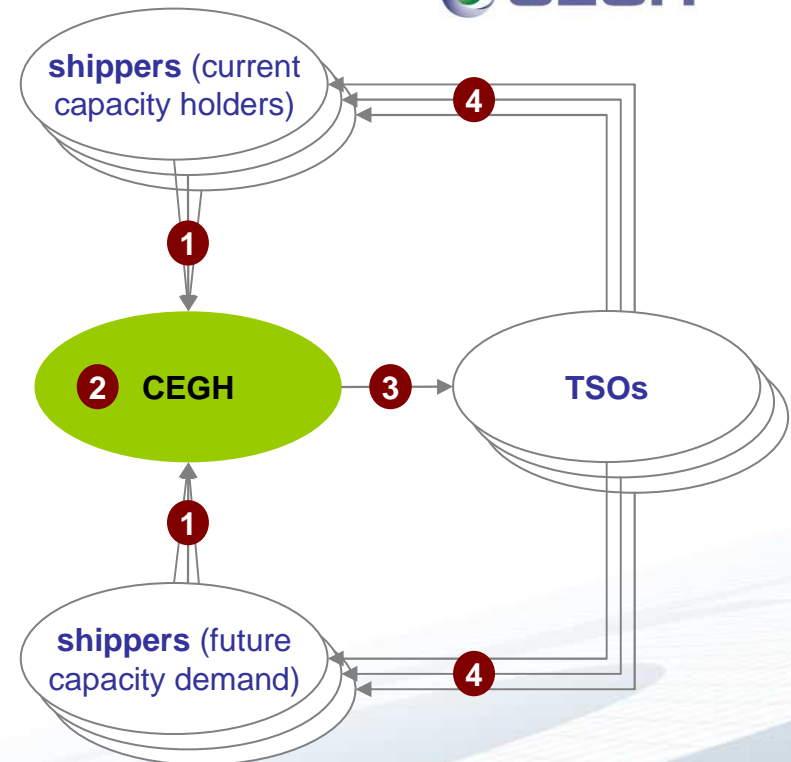 shippers (current
capacity holders)
4
1
2 CEGH
3
TSOs
1
shippers (future
capacity demand)
4